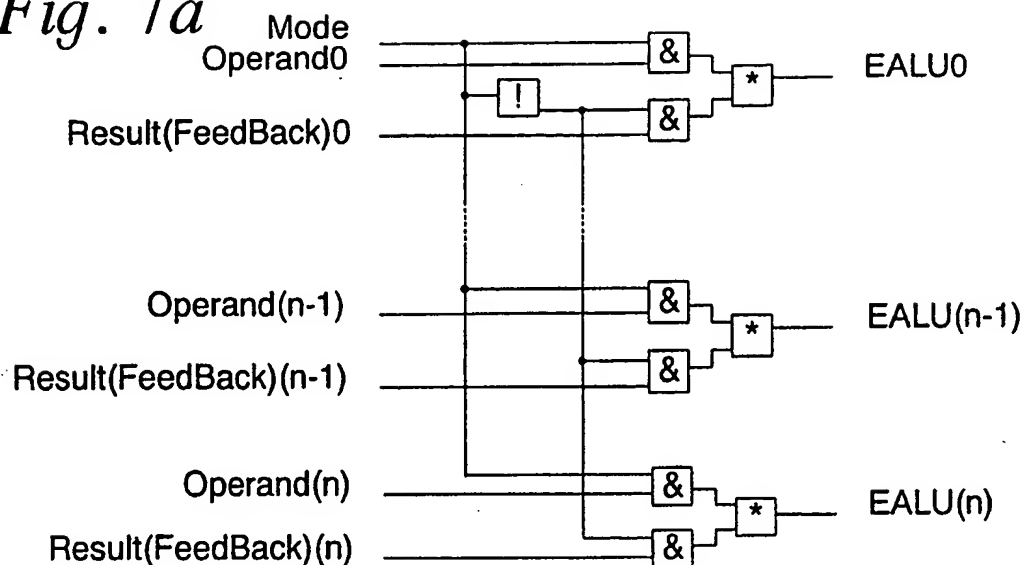 Fig. 7a
Mode
Operand0
&
*
EALU0
!
Result(FeedBack)0
&
Operand(n-1)
&
*
EALU(n-1)
Result(FeedBack)(n-1)
&
Operand(n)
&
*
EALU(n)
Result(FeedBack)(n)
&